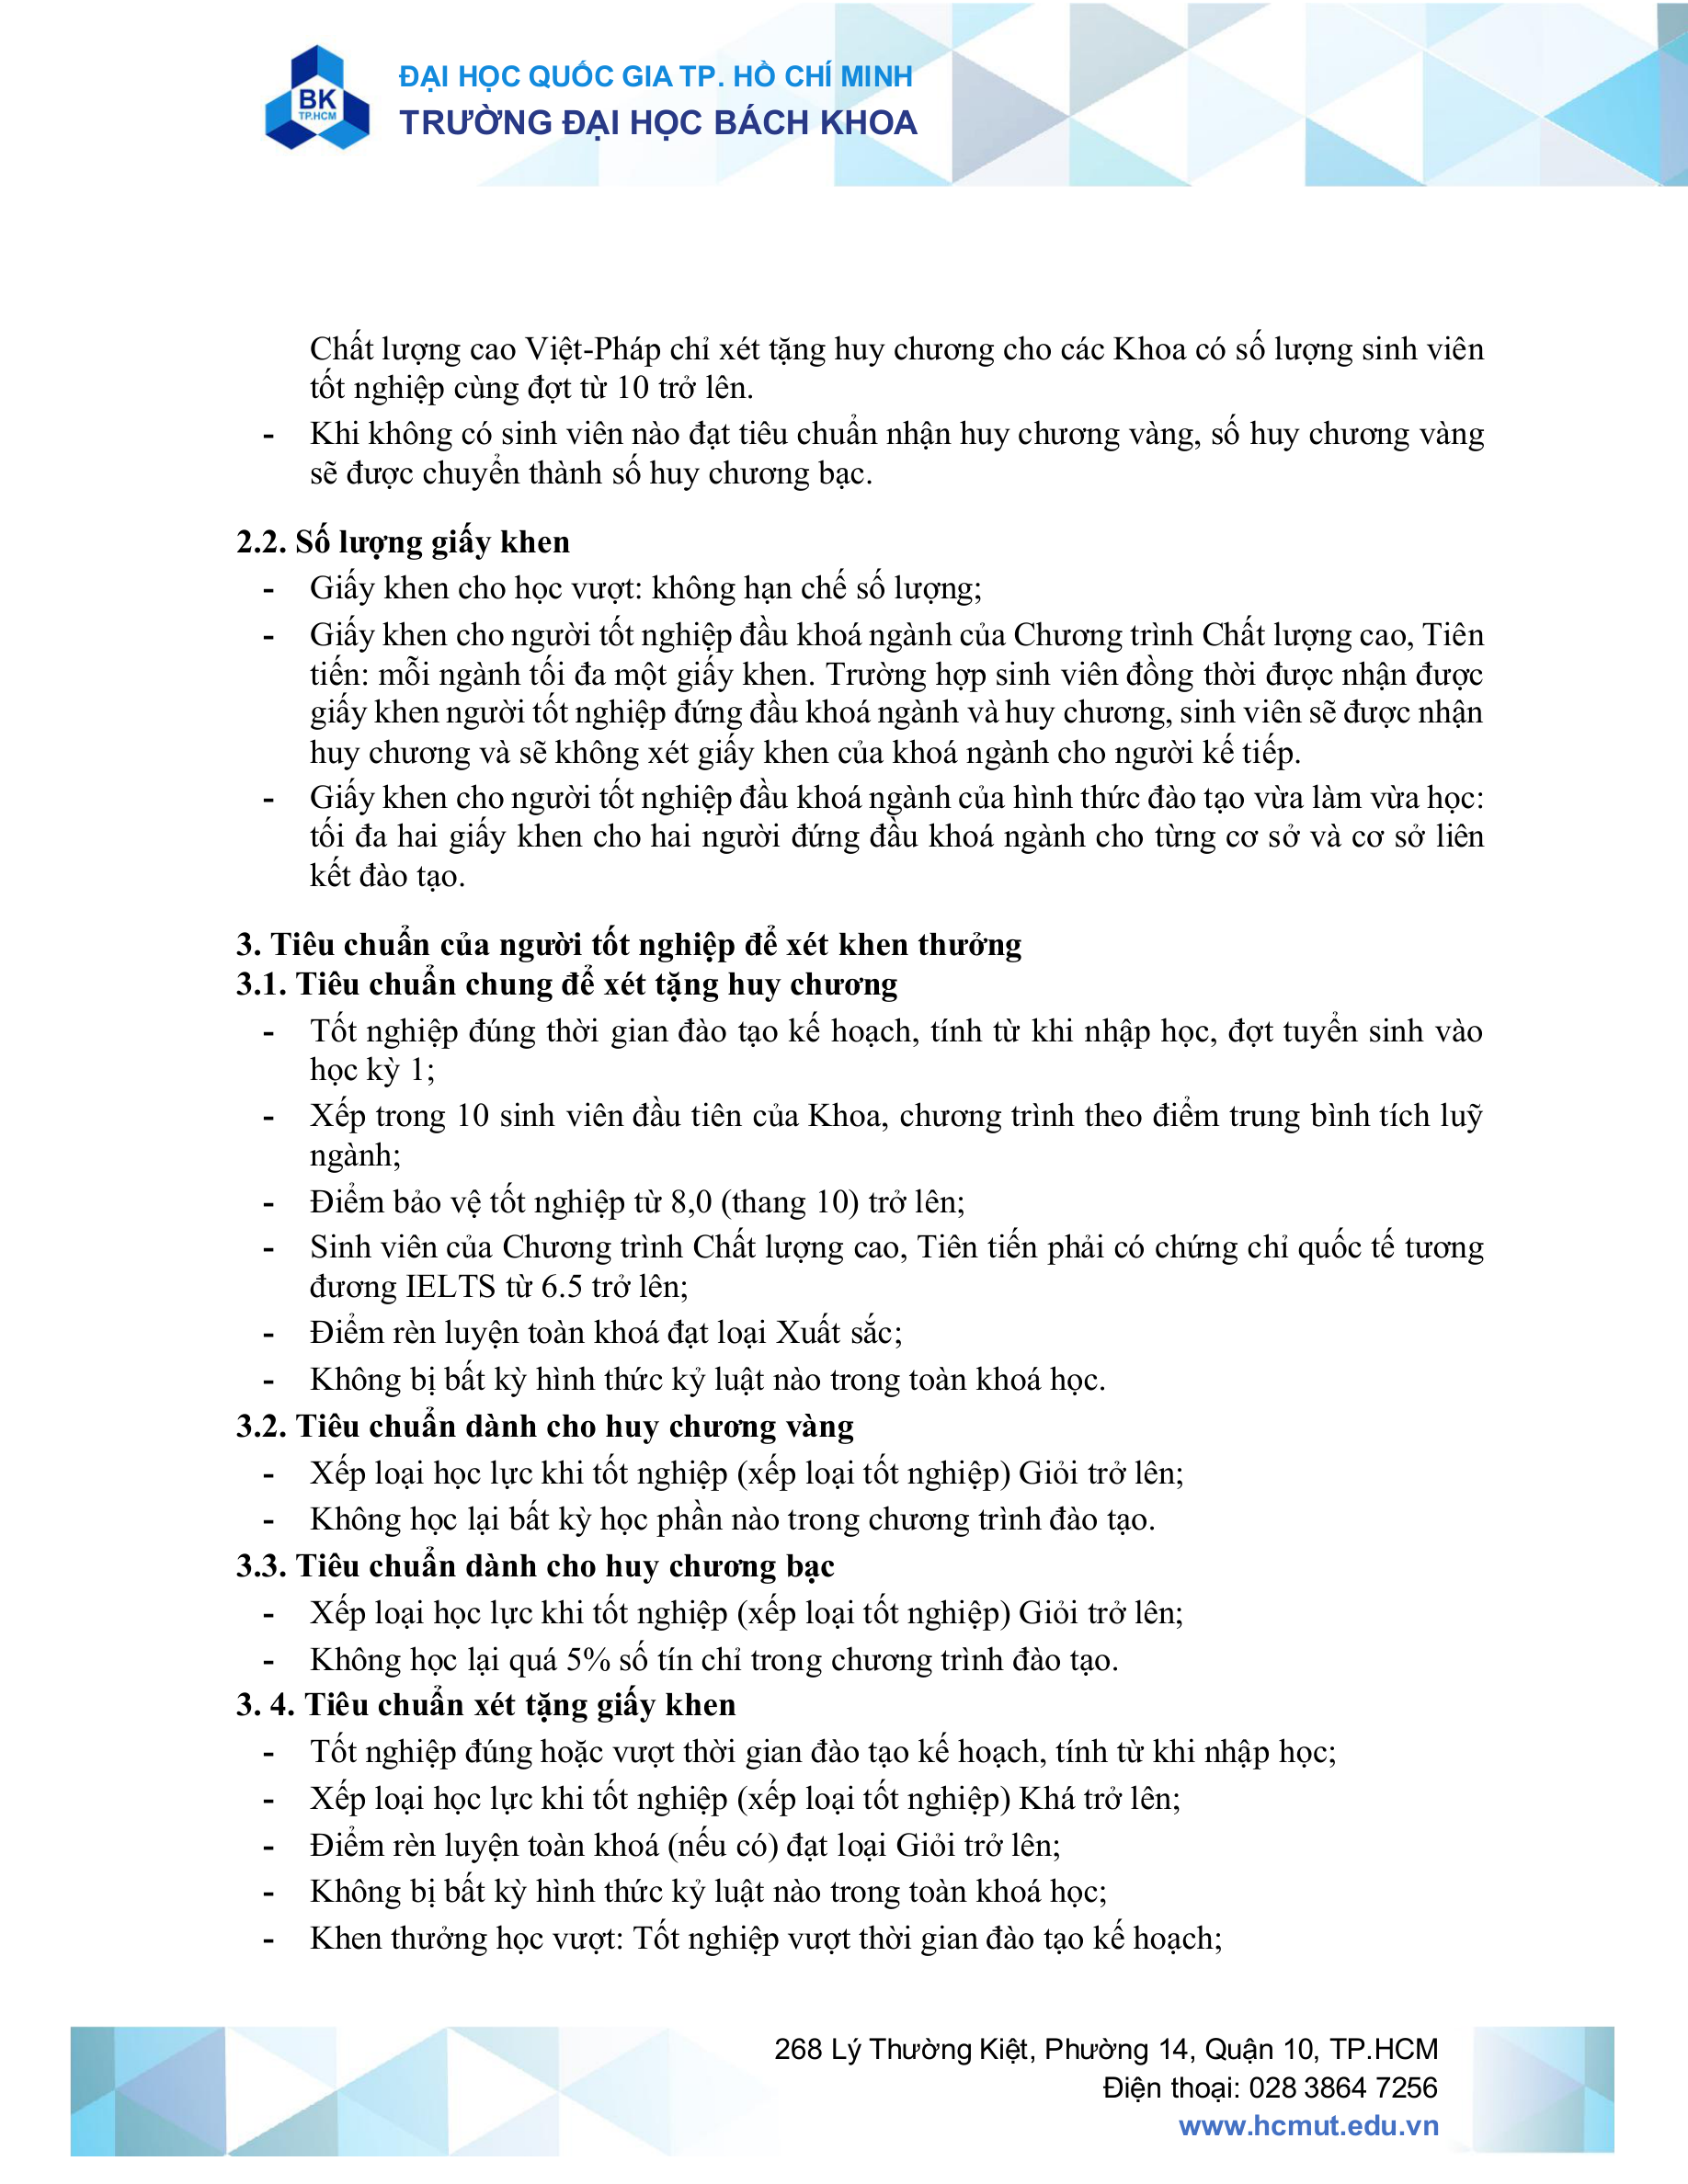 BK
TP.HCM
ĐẠI HỌC QUỐC GIA TP. HỒ CHÍ MINH
TRƯỜNG ĐẠI HỌC BÁCH KHOA
Chất lượng cao Việt-Pháp chỉ xét tặng huy chương cho các Khoa có số lượng sinh viên
tốt nghiệp cùng đợt từ 10 trở lên.
- Khi không có sinh viên nào đạt tiêu chuẩn nhận huy chương vàng, số huy chương vàng
sẽ được chuyển thành số huy chương bạc.
2.2. Số lượng giấy khen
- Giấy khen cho học vượt: không hạn chế số lượng;
- Giấy khen cho người tốt nghiệp đầu khoá ngành của Chương trình Chất lượng cao, Tiên
tiến: mỗi ngành tối đa một giấy khen. Trường hợp sinh viên đồng thời được nhận được
giấy khen người tốt nghiệp đứng đầu khoá ngành và huy chương, sinh viên sẽ được nhận
huy chương và sẽ không xét giấy khen của khoá ngành cho người kế tiếp.
- Giấy khen cho người tốt nghiệp đầu khoá ngành của hình thức đào tạo vừa làm vừa học:
tối đa hai giấy khen cho hai người đứng đầu khoá ngành cho từng cơ sở và cơ sở liên
kết đào tạo.
3. Tiêu chuẩn của người tốt nghiệp để xét khen thưởng
3.1. Tiêu chuẩn chung để xét tặng huy chương
- Tốt nghiệp đúng thời gian đào tạo kế hoạch, tính từ khi nhập học, đợt tuyển sinh vào
học kỳ 1;
- Xếp trong 10 sinh viên đầu tiên của Khoa, chương trình theo điểm trung bình tích luỹ
ngành;
- Điểm bảo vệ tốt nghiệp từ 8,0 (thang 10) trở lên;
- Sinh viên của Chương trình Chất lượng cao, Tiên tiến phải có chứng chỉ quốc tế tương
đương IELTS từ 6.5 trở lên;
- Điểm rèn luyện toàn khoá đạt loại Xuất sắc;
- Không bị bất kỳ hình thức kỷ luật nào trong toàn khoá học.
3.2. Tiêu chuẩn dành cho huy chương vàng
- Xếp loại học lực khi tốt nghiệp (xếp loại tốt nghiệp) Giỏi trở lên;
- Không học lại bất kỳ học phần nào trong chương trình đào tạo.
3.3. Tiêu chuẩn dành cho huy chương bạc
- Xếp loại học lực khi tốt nghiệp (xếp loại tốt nghiệp) Giỏi trở lên;
- Không học lại quá 5% số tín chỉ trong chương trình đào tạo.
3. 4. Tiêu chuẩn xét tặng giấy khen
- Tốt nghiệp đúng hoặc vượt thời gian đào tạo kế hoạch, tính từ khi nhập học;
- Xếp loại học lực khi tốt nghiệp (xếp loại tốt nghiệp) Khá trở lên;
- Điểm rèn luyện toàn khoá (nếu có) đạt loại Giỏi trở lên;
- Không bị bất kỳ hình thức kỷ luật nào trong toàn khoá học;
- Khen thưởng học vượt: Tốt nghiệp vượt thời gian đào tạo kế hoạch;
268 Lý Thường Kiệt, Phường 14, Quận 10, TP.HCM
Điện thoại: 028 3864 7256
www.hcmut.edu.vn